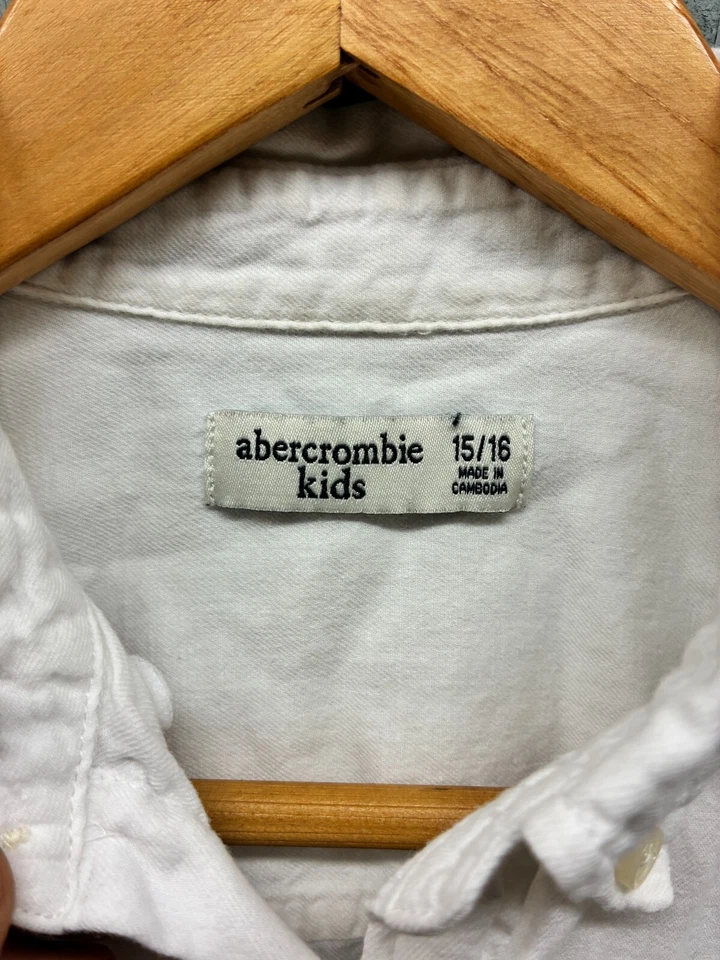 abercrombie
kids
15/16
MADE IN
CAMBODIA